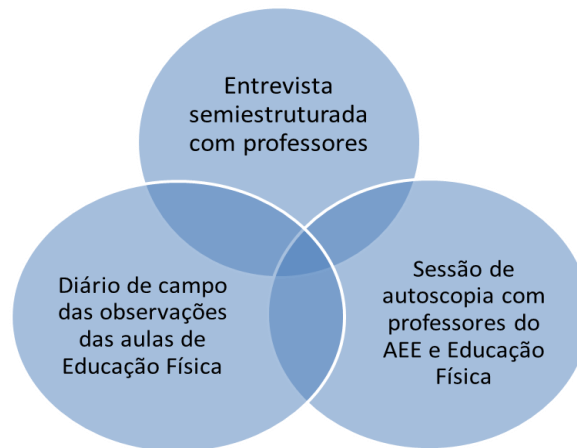 Entrevista
semiestruturada
com professores
Diário de campo
das observações
das aulas de
Educação Física
Sessão de
autoscopia com
professores do
AEE e Educação
Física